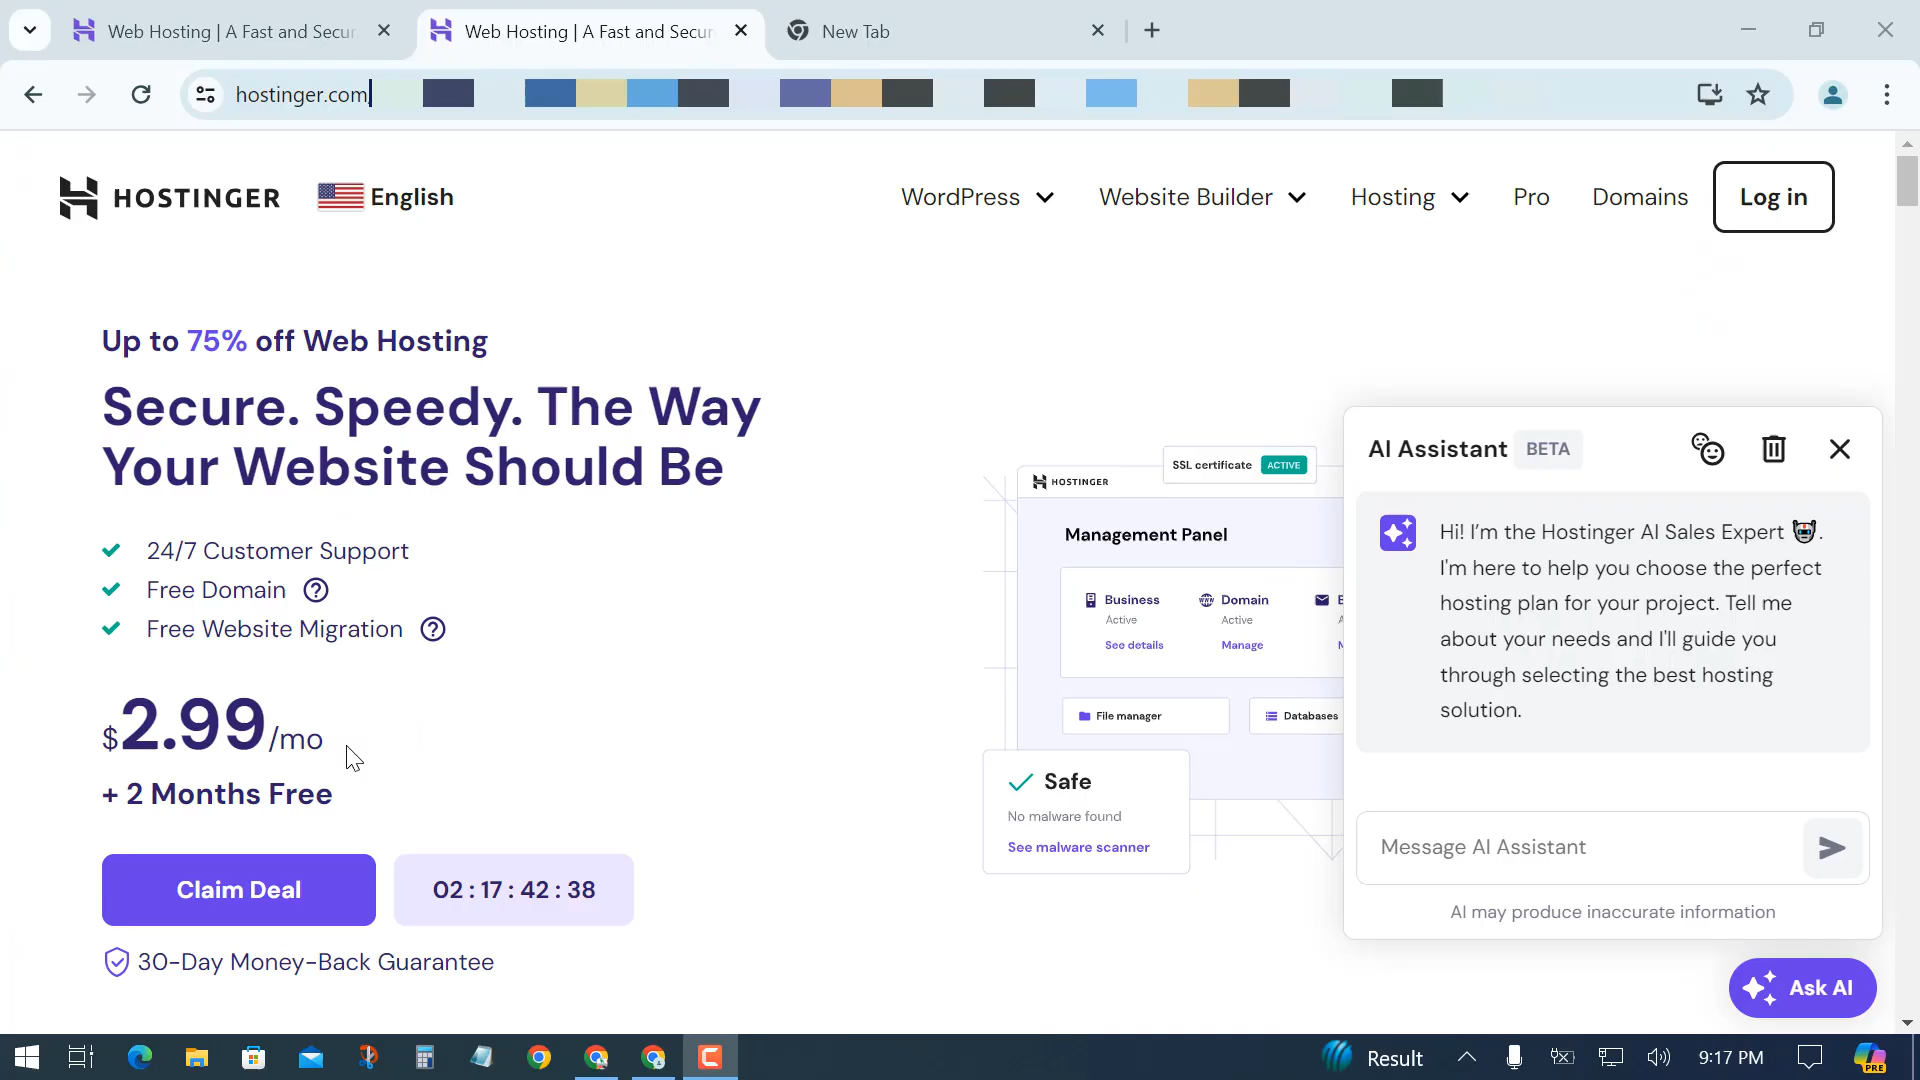 Web Hosting | A Fast and Secur
Web Hosting | A Fast and Secur
New Tab
hostinger.com
HOSTINGER
English
WordPress
Website Builder
Hosting
Pro
Domains
Log in
Up to 75% off Web Hosting
Secure. Speedy. The Way
Your Website Should Be
24/7 Customer Support
Free Domain
Free Website Migration
$2.99/mo
+ 2 Months Free
Claim Deal
02 : 17 : 42 : 38
30-Day Money-Back Guarantee
SSL certificate ACTIVE
HOSTINGER
Management Panel
Business
Active
See details
Domain
Active
Manage
File manager
Databases
Safe
No malware found
See malware scanner
AI Assistant BETA
Hi! I’m the Hostinger AI Sales Expert 🤖.
I'm here to help you choose the perfect
hosting plan for your project. Tell me
about your needs and I'll guide you
through selecting the best hosting
solution.
Message AI Assistant
AI may produce inaccurate information
Ask AI
Result
9:17 PM
PRE